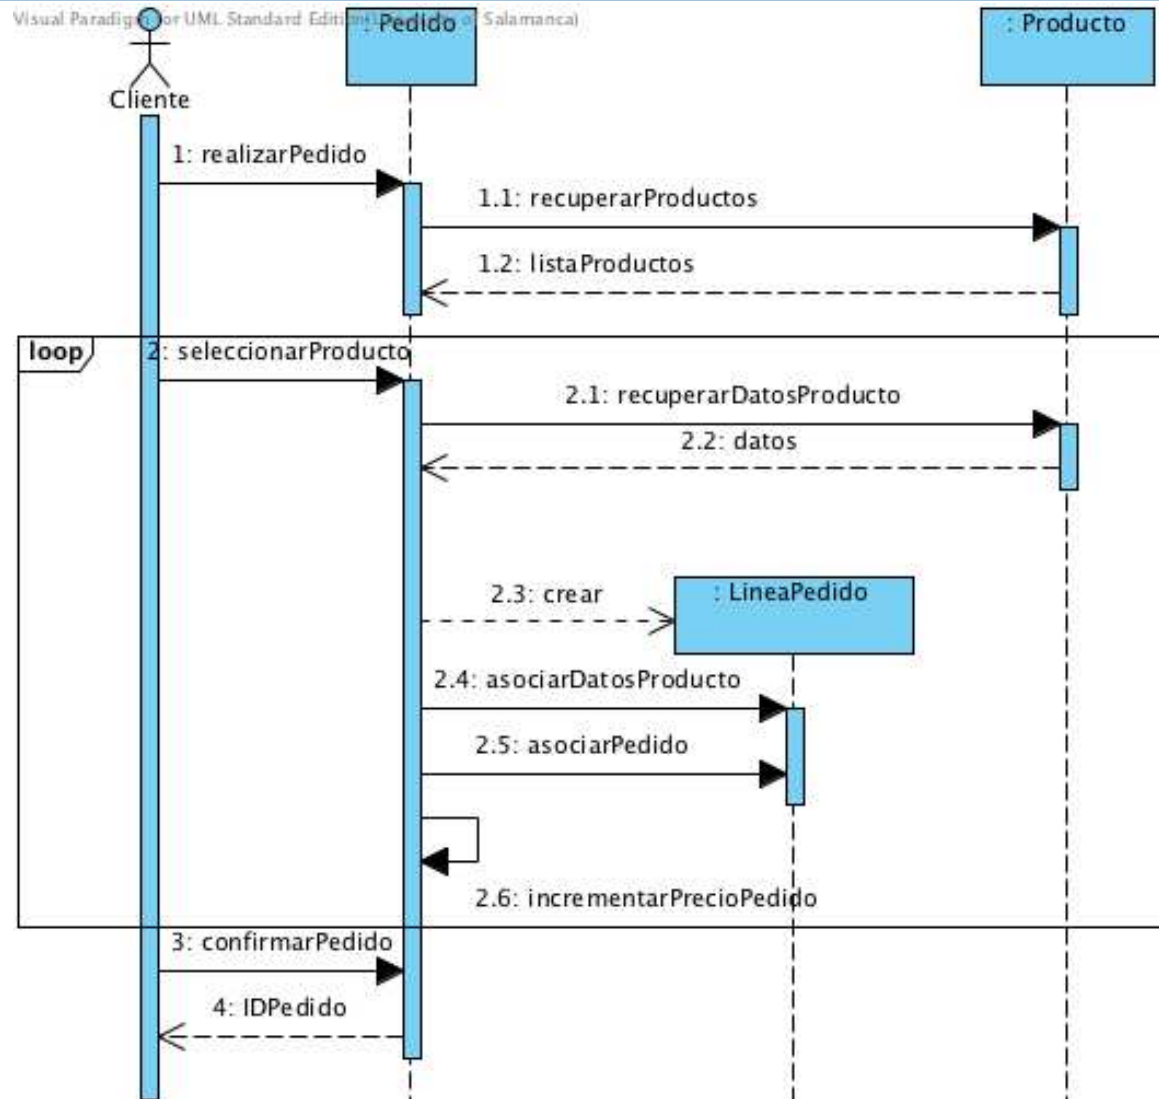 Visual Paradigm for UML Standard Edition(University of Salamanca)
: Pedido
: Producto
Cliente
1: realizarPedido
1.1: recuperarProductos
1.2: listaProductos
loop
2: seleccionarProducto
2.1: recuperarDatosProducto
2.2: datos
2.3: crear
: LineaPedido
2.4: asociarDatosProducto
2.5: asociarPedido
2.6: incrementarPrecioPedido
3: confirmarPedido
4: IDPedido